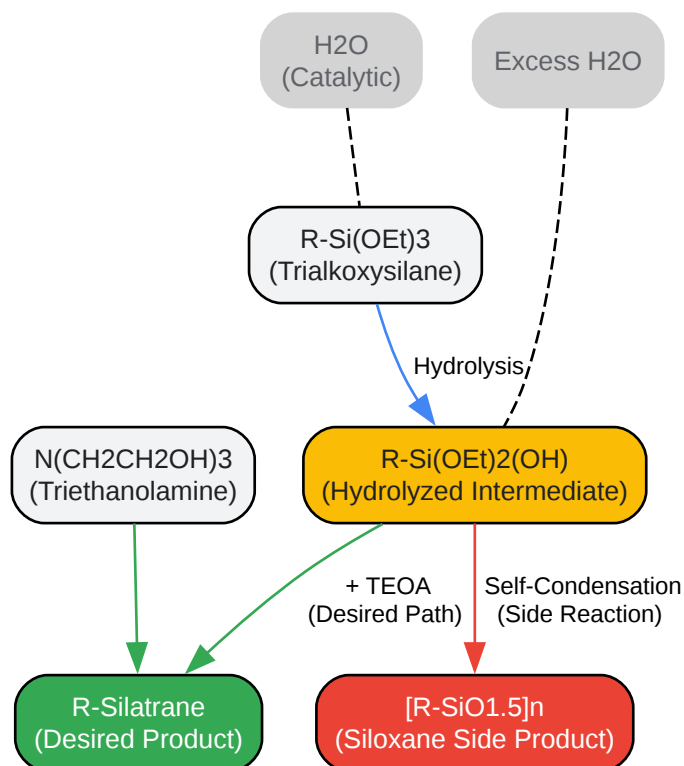 H2O
(Catalytic)
Excess H2O
R-Si(OEt)3
(Trialkoxysilane)
Hydrolysis
N(CH2CH2OH)3
(Triethanolamine)
R-Si(OEt)2(OH)
(Hydrolyzed Intermediate)
+ TEOA
(Desired Path)
Self-Condensation
(Side Reaction)
R-Silatrane
(Desired Product)
[R-SiO1.5]n
(Siloxane Side Product)